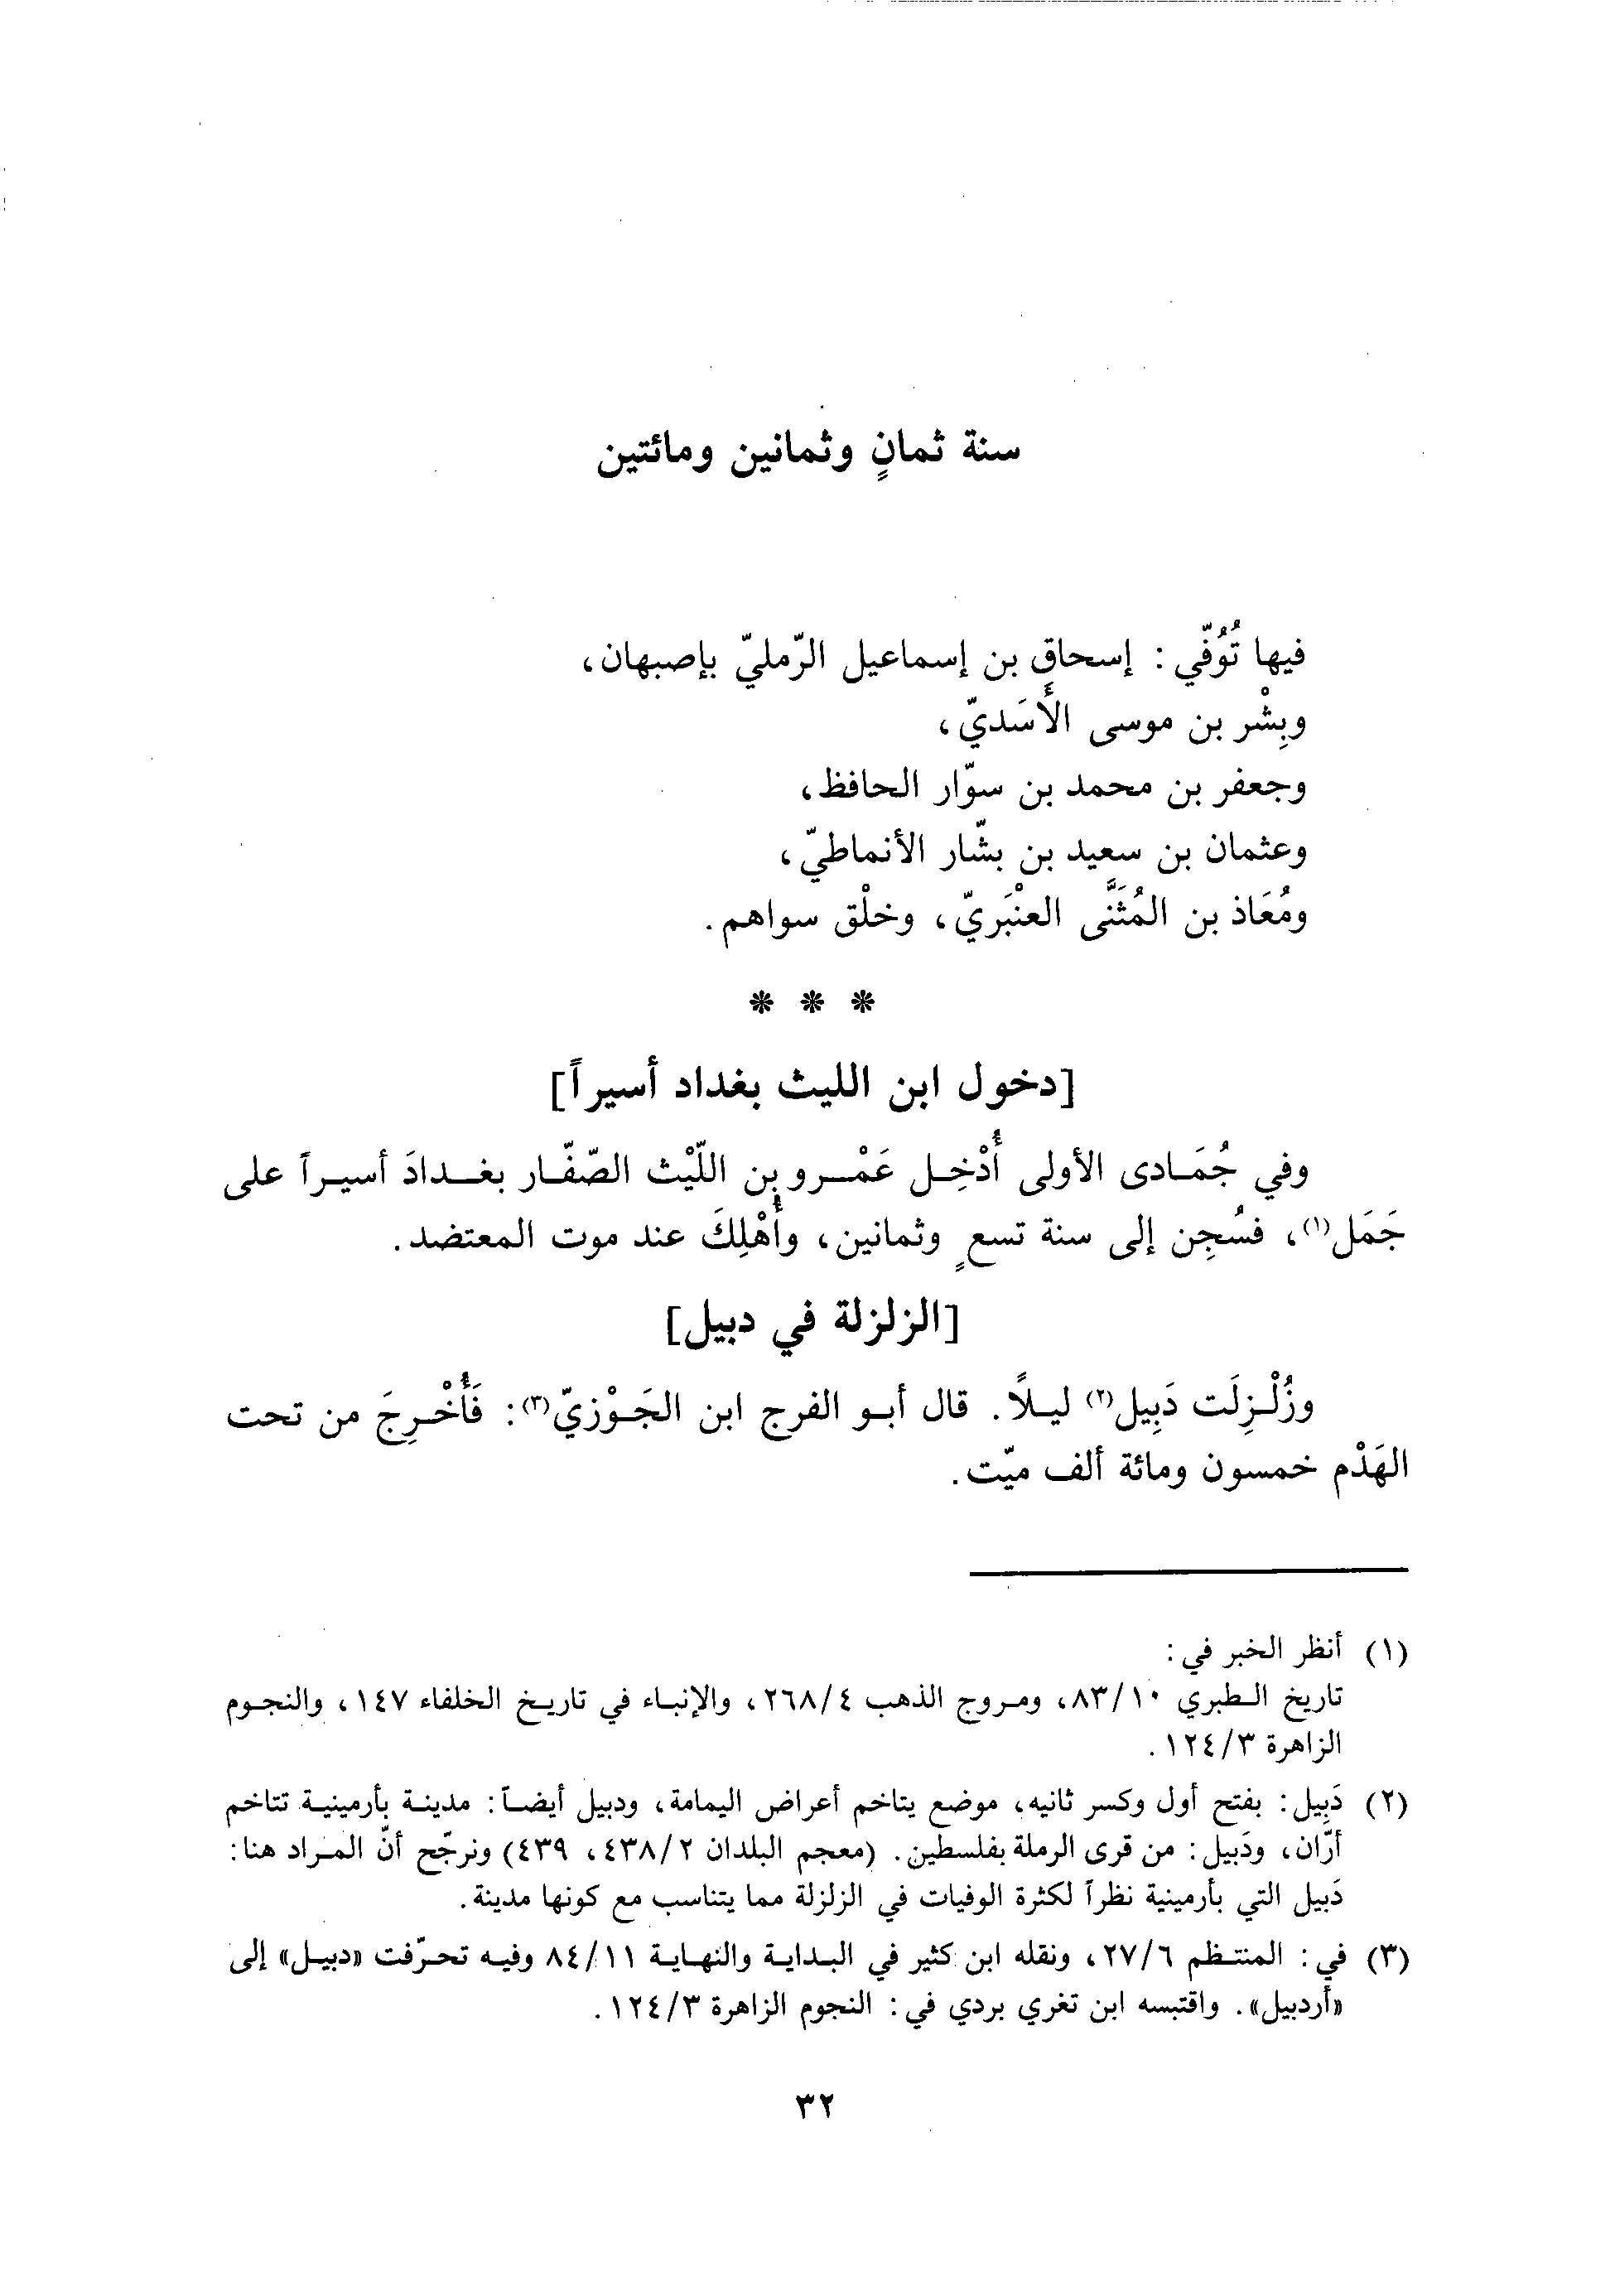 سنة ثمانٍ وثمانين ومائتين
فيها تُوُفّي : إسحاق بن إسماعيل الرّمليّ بإصبهان،
وبِشْر بن موسى الأَسَديّ،
وجعفر بن محمد بن سوّار الحافظ،
وعثمان بن سعيد بن بشّار الأنماطيّ،
ومُعَاذ بن المُثَنَّى العنْبَريّ، وخلْق سواهم.
* * *
[دخول ابن الليث بغداد أسيراً]
وفي جُمَادى الأولى أُدْخِل عَمْرو بن اللّيْث الصّفّار بغدادَ أسيراً على
جَمَل(١)، فسُجِن إلى سنة تسعٍ وثمانين، وأُهْلِكَ عند موت المعتضد.
[الزلزلة في دبيل]
وزُلْزِلَت دَبِيل(٢) ليلًا. قال أبو الفرج ابن الجَوْزيّ(٣): فَأُخْرِجَ من تحت
الهَدْم خمسون ومائة ألف ميّت.
(١) أنظر الخبر في :
تاريخ الطبري ٨٣/١٠، ومروج الذهب ٢٦٨/٤، والإنباء في تاريخ الخلفاء ١٤٧، والنجوم
الزاهرة ١٢٤/٣.
(٢) دَبِيل: بفتح أول وكسر ثانيه، موضع يتاخم أعراض اليمامة، ودبيل أيضاً: مدينة بأرمينية تتاخم
أرّان، ودَبيل: من قرى الرملة بفلسطين. (معجم البلدان ٤٣٨/٢، ٤٣٩) ونرجّح أنّ المراد هنا:
دَبيل التي بأرمينية نظراً لكثرة الوفيات في الزلزلة مما يتناسب مع كونها مدينة.
(٣) في : المنتظم ٢٧/٦، ونقله ابن كثير في البداية والنهاية ٨٤/١١ وفيه تحرّفت «دبيل» إلى
«أردبيل». واقتبسه ابن تغري بردي في : النجوم الزاهرة ١٢٤/٣.
٣٢